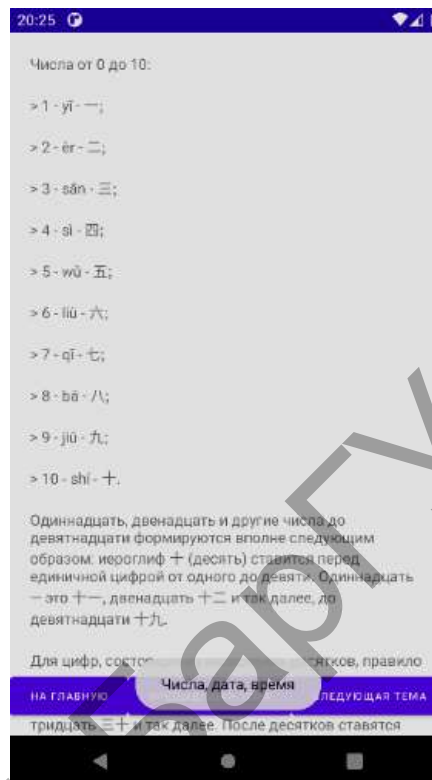 20:25
Числа от 0 до 10:
> 1 - yī - 一;
> 2 - èr - 二;
> 3 - sān - 三;
> 4 - sì - 四;
> 5 - wǔ - 五;
> 6 - liù - 六;
> 7 - qī - 七;
> 8 - bā - 八;
> 9 - jiǔ - 九;
> 10 - shí - 十.
Одиннадцать, двенадцать и другие числа до
девятнадцати формируются вполне следующим
образом: иероглиф 十 (десять) ставится перед
единичной цифрой от одного до девяти. Одиннадцать
— это 十一, двенадцать 十二 и так далее, до
девятнадцати 十九.
Для цифр, правило
НА ГЛАВНУЮ Числа, дата, время ЛЕДУЮЩАЯ ТЕМА
тридцать 三十 и так далее. После десятков ставятся
БарГУ